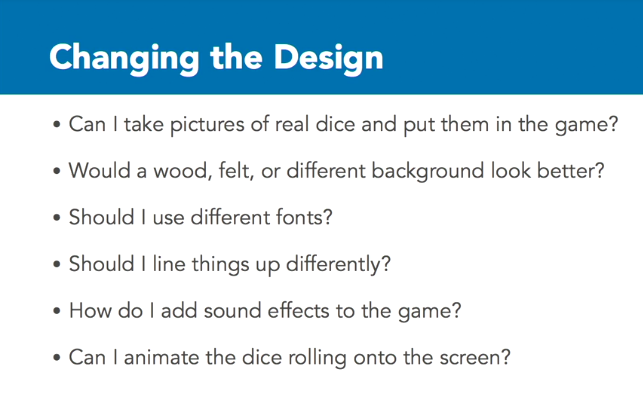 Changing the Design
• Can I take pictures of real dice and put them in the game?
• Would a wood, felt, or different background look better?
• Should I use different fonts?
• Should I line things up differently?
• How do I add sound effects to the game?
• Can I animate the dice rolling onto the screen?